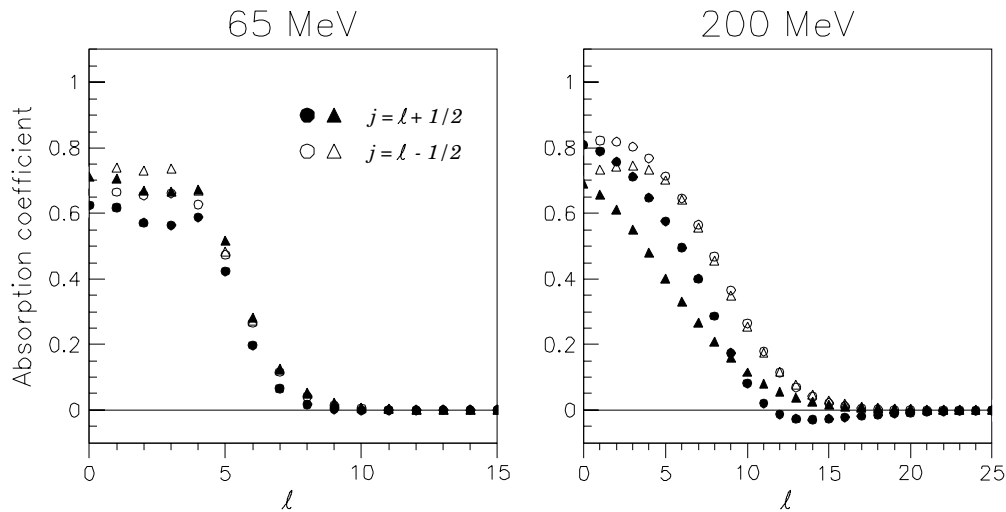 65 MeV
200 MeV
Absorption coefficient
1
0.8
0.6
0.4
0.2
0
j = ℓ + 1/2
j = ℓ - 1/2
0 5 10 15
ℓ
1
0.8
0.6
0.4
0.2
0
0 5 10 15 20 25
ℓ